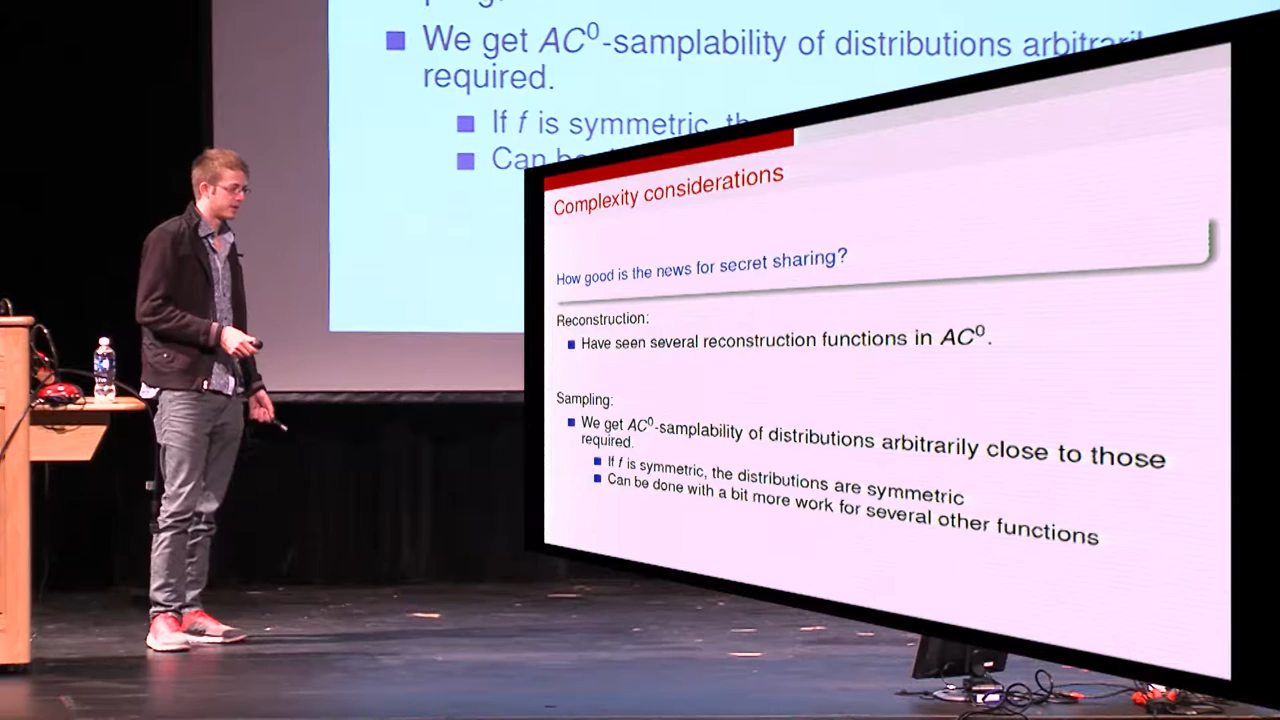 We get AC⁰-samplability of distributions
required.
If f is symmetric,
Can
Complexity considerations
How good is the news for secret sharing?
Reconstruction:
Have seen several reconstruction functions in AC⁰.
Sampling:
We get AC⁰-samplability of distributions arbitrarily close to those
required.
If f is symmetric, the distributions are symmetric
Can be done with a bit more work for several other functions